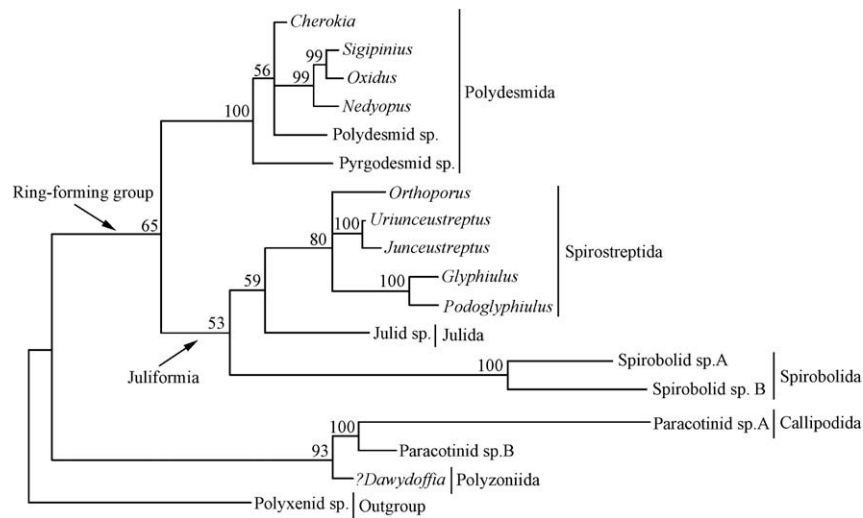 Cherokia
99
Sigipinius
56
99
Oxidus
Polydesmida
100
Nedyopus
Polydesmid sp.
Pyrgodesmid sp.
Ring-forming group
65
Orthoporus
100
Uriunceustreptus
80
Junceustreptus
Spirostreptida
59
100
Glyphiulus
Podoglyphiulus
53
Julid sp.
Julida
Juliformia
100
Spirobolid sp.A
Spirobolida
Spirobolid sp. B
100
Paracotinid sp.A
Callipodida
93
Paracotinid sp.B
?Dawydoffia
Polyzoniida
Polyxenid sp.
Outgroup